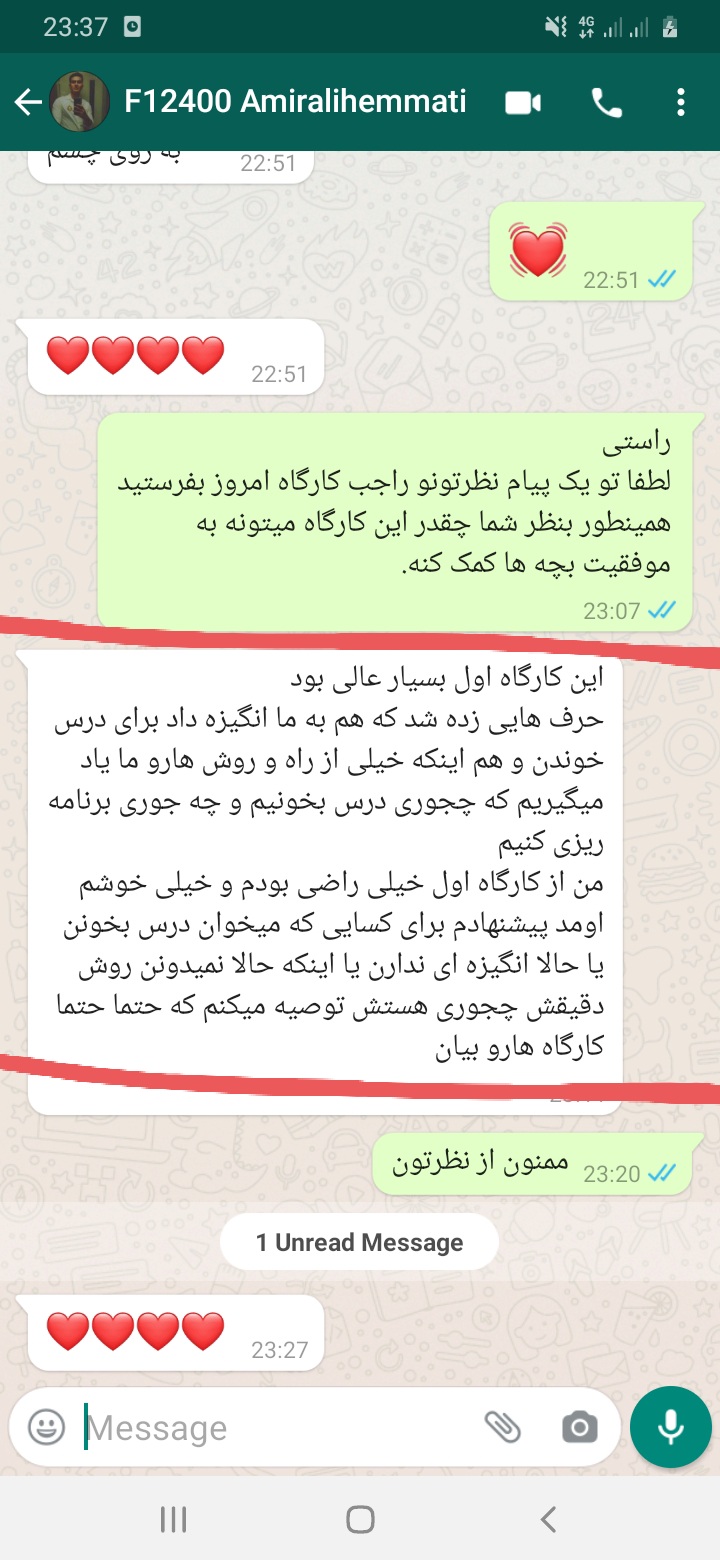 23:37
4G
F12400 Amiralihemmati
به روی چشم
22:51
22:51
22:51
راستی
لطفا تو یک پیام نظرتونو راجب کارگاه امروز بفرستید
همینطور بنظر شما چقدر این کارگاه میتونه به
موفقیت بچه ها کمک کنه.
23:07
این کارگاه اول بسیار عالی بود
حرف هایی زده شد که هم به ما انگیزه داد برای درس
خوندن و هم اینکه خیلی از راه و روش هارو ما یاد
میگیریم که چجوری درس بخونیم و چه جوری برنامه
ریزی کنیم
من از کارگاه اول خیلی راضی بودم و خیلی خوشم
اومد پیشنهادم برای کسایی که میخوان درس بخونن
یا حالا انگیزه ای ندارن یا اینکه حالا نمیدونن روش
دقیقش چجوری هستش توصیه میکنم که حتما حتما
کارگاه هارو بیان
ممنون از نظرتون
23:20
1 Unread Message
23:27
Message